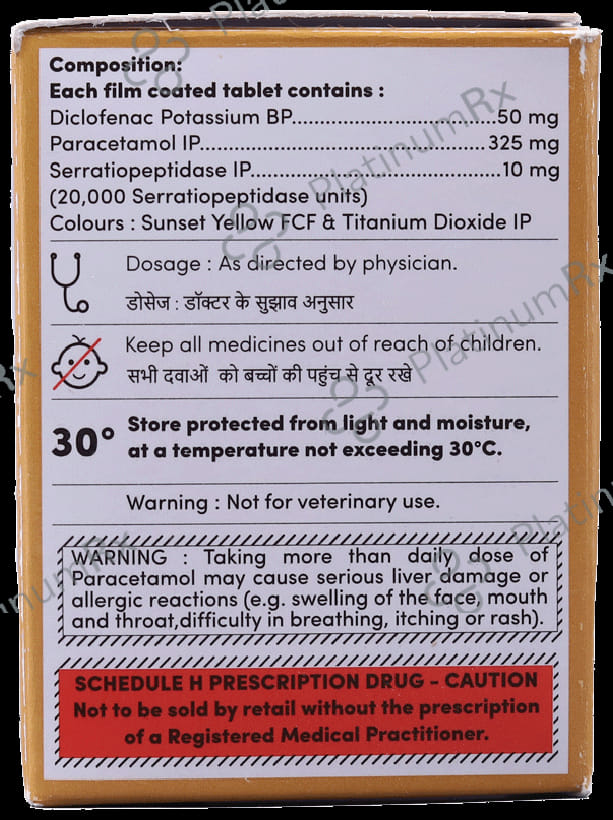 Composition:
Each film coated tablet contains :
Diclofenac Potassium BP..................................50 mg
Paracetamol IP..................................................325 mg
Serratiopeptidase IP............................................10 mg
(20,000 Serratiopeptidase units)
Colours : Sunset Yellow FCF & Titanium Dioxide IP
Dosage : As directed by physician.
डोसेज : डॉक्टर के सुझाव अनुसार
Keep all medicines out of reach of children.
सभी दवाओं को बच्चों की पहुंच से दूर रखे
30°
Store protected from light and moisture,
at a temperature not exceeding 30°C.
Warning : Not for veterinary use.
WARNING : Taking more than daily dose of
Paracetamol may cause serious liver damage or
allergic reactions (e.g. swelling of the face, mouth
and throat,difficulty in breathing, itching or rash).
SCHEDULE H PRESCRIPTION DRUG - CAUTION
Not to be sold by retail without the prescription
of a Registered Medical Practitioner.
PlatinumRx
PlatinumRx